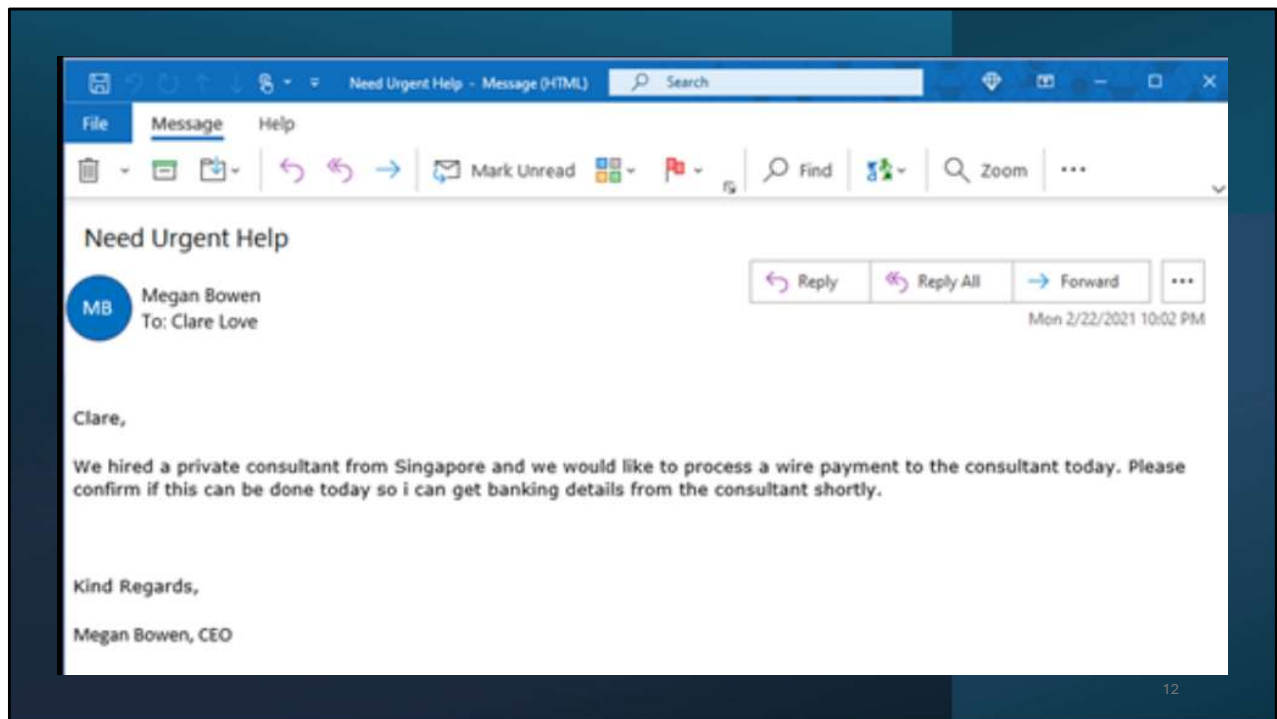 Need Urgent Help - Message (HTML) Search
File Message Help
Mark Unread Find Zoom
Need Urgent Help
MB
Megan Bowen
To: Clare Love
Reply Reply All Forward
Mon 2/22/2021 10:02 PM
Clare,
We hired a private consultant from Singapore and we would like to process a wire payment to the consultant today. Please
confirm if this can be done today so i can get banking details from the consultant shortly.
Kind Regards,
Megan Bowen, CEO
12